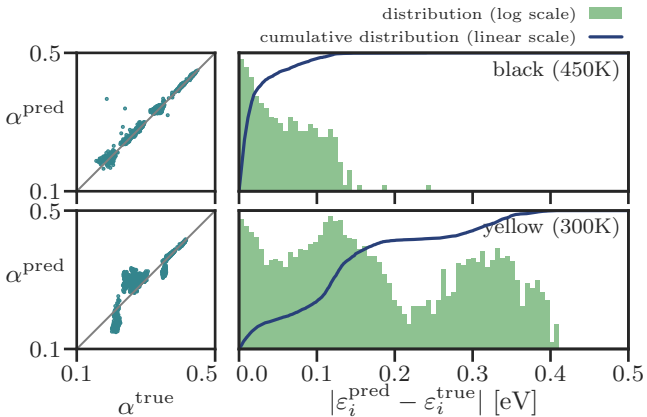 distribution (log scale)
cumulative distribution (linear scale)
0.5
α^pred
0.1
black (450K)
0.5
α^pred
0.1
yellow (300K)
0.1 0.5
α^true
0.0 0.1 0.2 0.3 0.4 0.5
|ε_i^pred − ε_i^true| [eV]